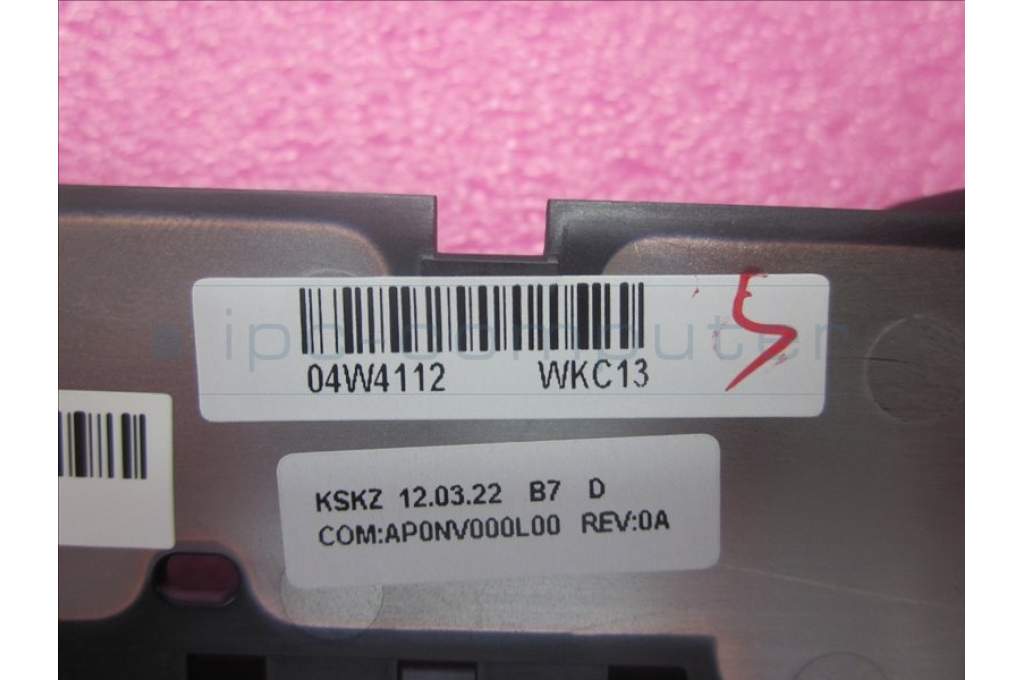 04W4112 WKC13
5
ipc-computer
KSKZ 12.03.22 B7 D
COM:AP0NV000L00 REV:0A